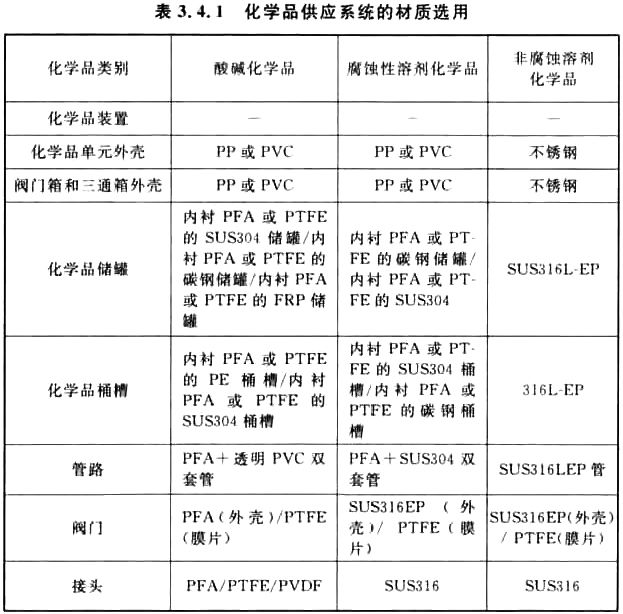 表 3.4.1 化学品供应系统的材质选用
化学品类别
酸碱化学品
腐蚀性溶剂化学品
非腐蚀溶剂
化学品
化学品装置
—
—
—
化学品单元外壳
PP 或 PVC
PP 或 PVC
不锈钢
阀门箱和三通箱外壳
PP 或 PVC
PP 或 PVC
不锈钢
化学品储罐
内衬 PFA 或 PTFE
的 SUS304 储罐/内
衬 PFA 或 PTFE 的
碳钢储罐/内衬 PFA
或 PTFE 的 FRP 储
罐
内衬 PFA 或 PT-
FE 的碳钢储罐/
内衬 PFA 或 PT-
FE的 SUS304
SUS316L-EP
化学品桶槽
内衬 PFA 或 PTFE
的 PE 桶槽/内衬
PFA 或 PTFE 的
SUS304 桶槽
内衬 PFA 或 PT-
FE 的 SUS304 桶
槽/内衬 PFA 或
PTFE 的碳钢桶
槽
316L-EP
管路
PFA＋透明 PVC 双
套管
PFA＋SUS304 双
套管
SUS316LEP 管
阀门
PFA(外壳)/PTFE
(膜片)
SUS316EP (外
壳)/ PTFE (膜
片)
SUS316EP(外壳)
/ PTFE(膜片)
接头
PFA/PTFE/PVDF
SUS316
SUS316